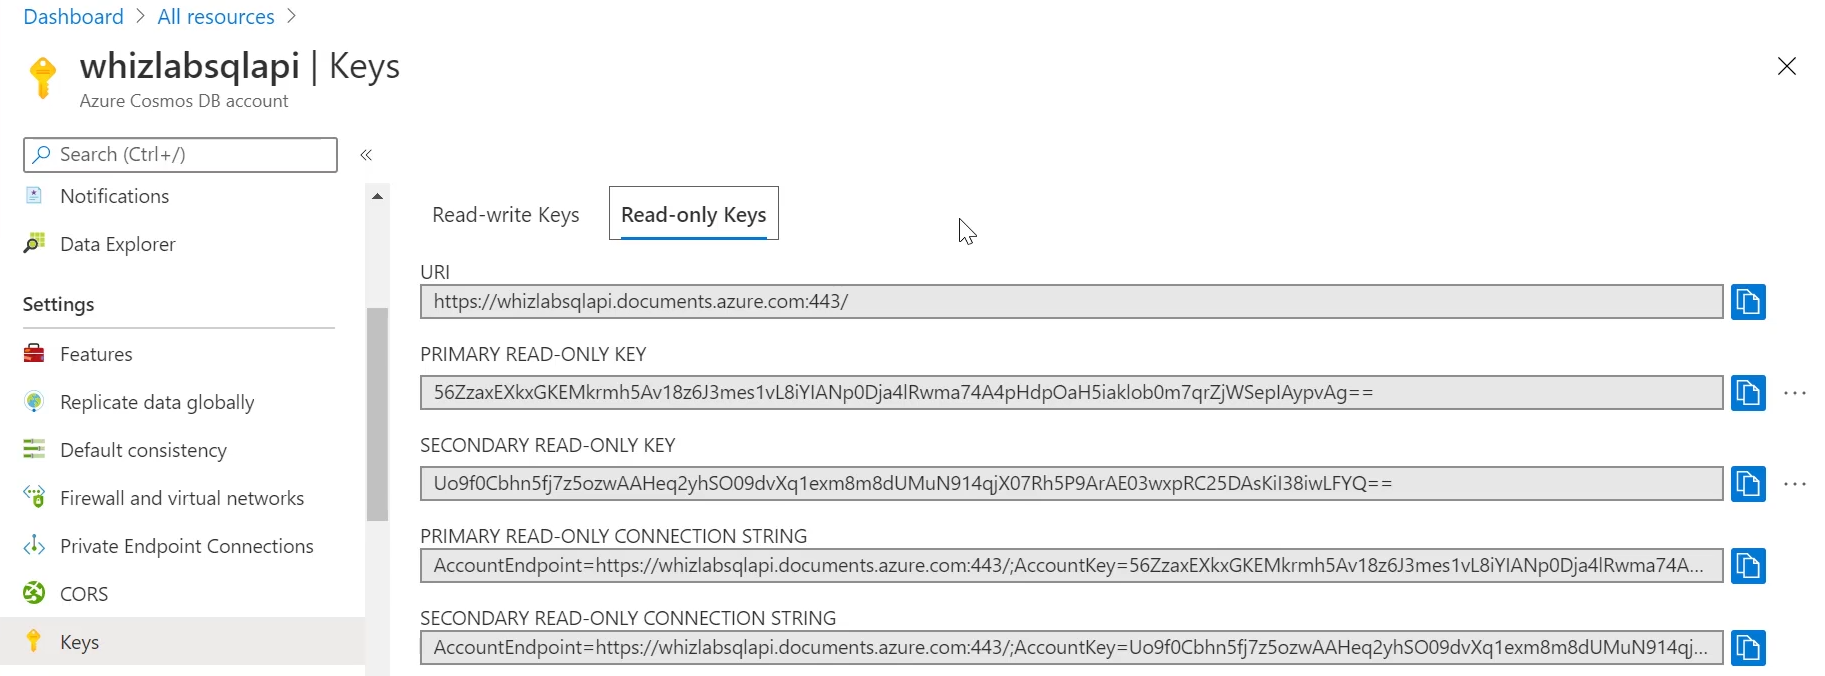 Dashboard > All resources >
whizlabsqlapi | Keys
Azure Cosmos DB account
Search (Ctrl+/)
«
Notifications
Data Explorer
Settings
Features
Replicate data globally
Default consistency
Firewall and virtual networks
Private Endpoint Connections
CORS
Keys
Read-write Keys
Read-only Keys
URI
https://whizlabsqlapi.documents.azure.com:443/
PRIMARY READ-ONLY KEY
56ZzaxEXkxGKEMkrmh5Av18z6J3mes1vL8iYIANp0Dja4lRwma74A4pHdpOaH5iaklob0m7qrZjWSepIAypvAg==
SECONDARY READ-ONLY KEY
Uo9f0Cbhn5fj7z5ozwAAHeq2yhSO09dvXq1exm8m8dUMuN914qjX07Rh5P9ArAE03wxpRC25DAsKiI38iwLFYQ==
PRIMARY READ-ONLY CONNECTION STRING
AccountEndpoint=https://whizlabsqlapi.documents.azure.com:443/;AccountKey=56ZzaxEXkxGKEMkrmh5Av18z6J3mes1vL8iYIANp0Dja4lRwma74A...
SECONDARY READ-ONLY CONNECTION STRING
AccountEndpoint=https://whizlabsqlapi.documents.azure.com:443/;AccountKey=Uo9f0Cbhn5fj7z5ozwAAHeq2yhSO09dvXq1exm8m8dUMuN914qj...